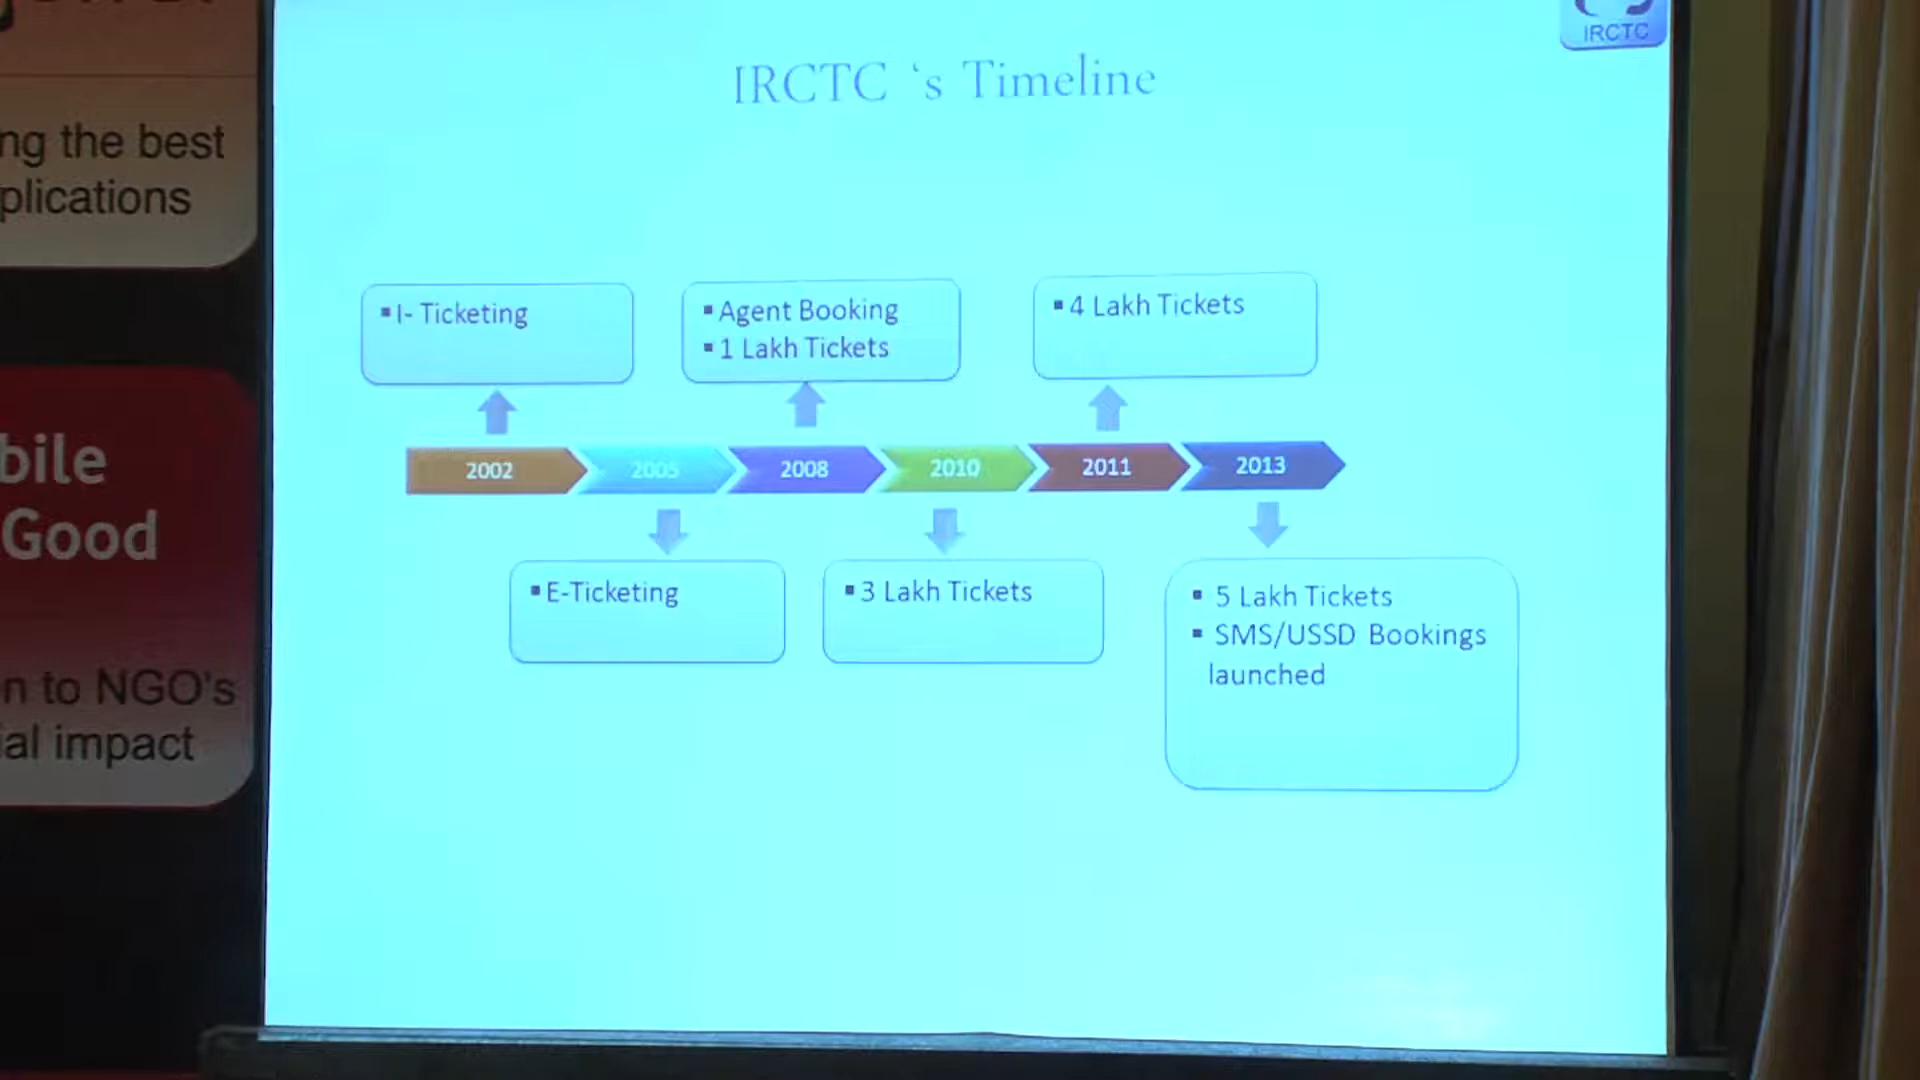 ng the best
plications
bile
Good
n to NGO's
ial impact
IRCTC
IRCTC ‘s Timeline
▪I- Ticketing
▪Agent Booking
▪1 Lakh Tickets
▪4 Lakh Tickets
2002
2005
2008
2010
2011
2013
▪E-Ticketing
▪3 Lakh Tickets
▪ 5 Lakh Tickets
▪ SMS/USSD Bookings
launched